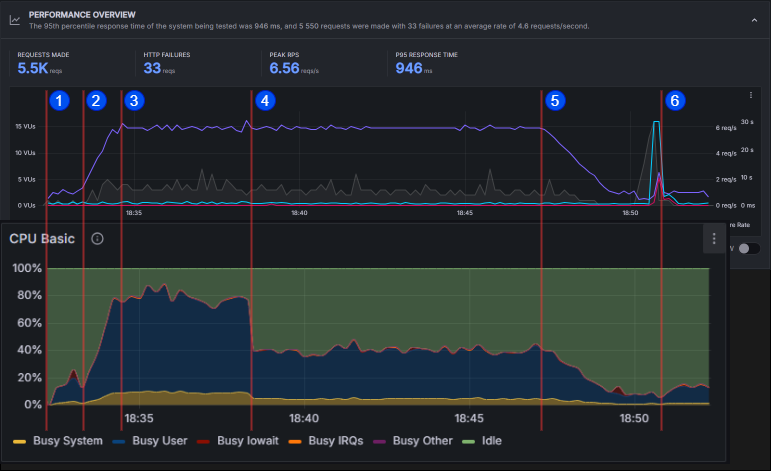 PERFORMANCE OVERVIEW
The 95th percentile response time of the system being tested was 946 ms, and 5 550 requests were made with 33 failures at an average rate of 4.6 requests/second.
REQUESTS MADE HTTP FAILURES PEAK RPS P95 RESPONSE TIME
5.5K reqs 33 reqs 6.56 reqs/s 946 ms
1 2 3 4 5 6
15 VUs 6 req/s 30 s
10 VUs 4 req/s 20 s
5 VUs 2 req/s 10 s
0 VUs 0 req/s 0 ms
18:35 18:40 18:45 18:50
re Rate
CPU Basic
100%
80%
60%
40%
20%
0%
18:35 18:40 18:45 18:50
Busy System Busy User Busy Iowait Busy IRQs Busy Other Idle